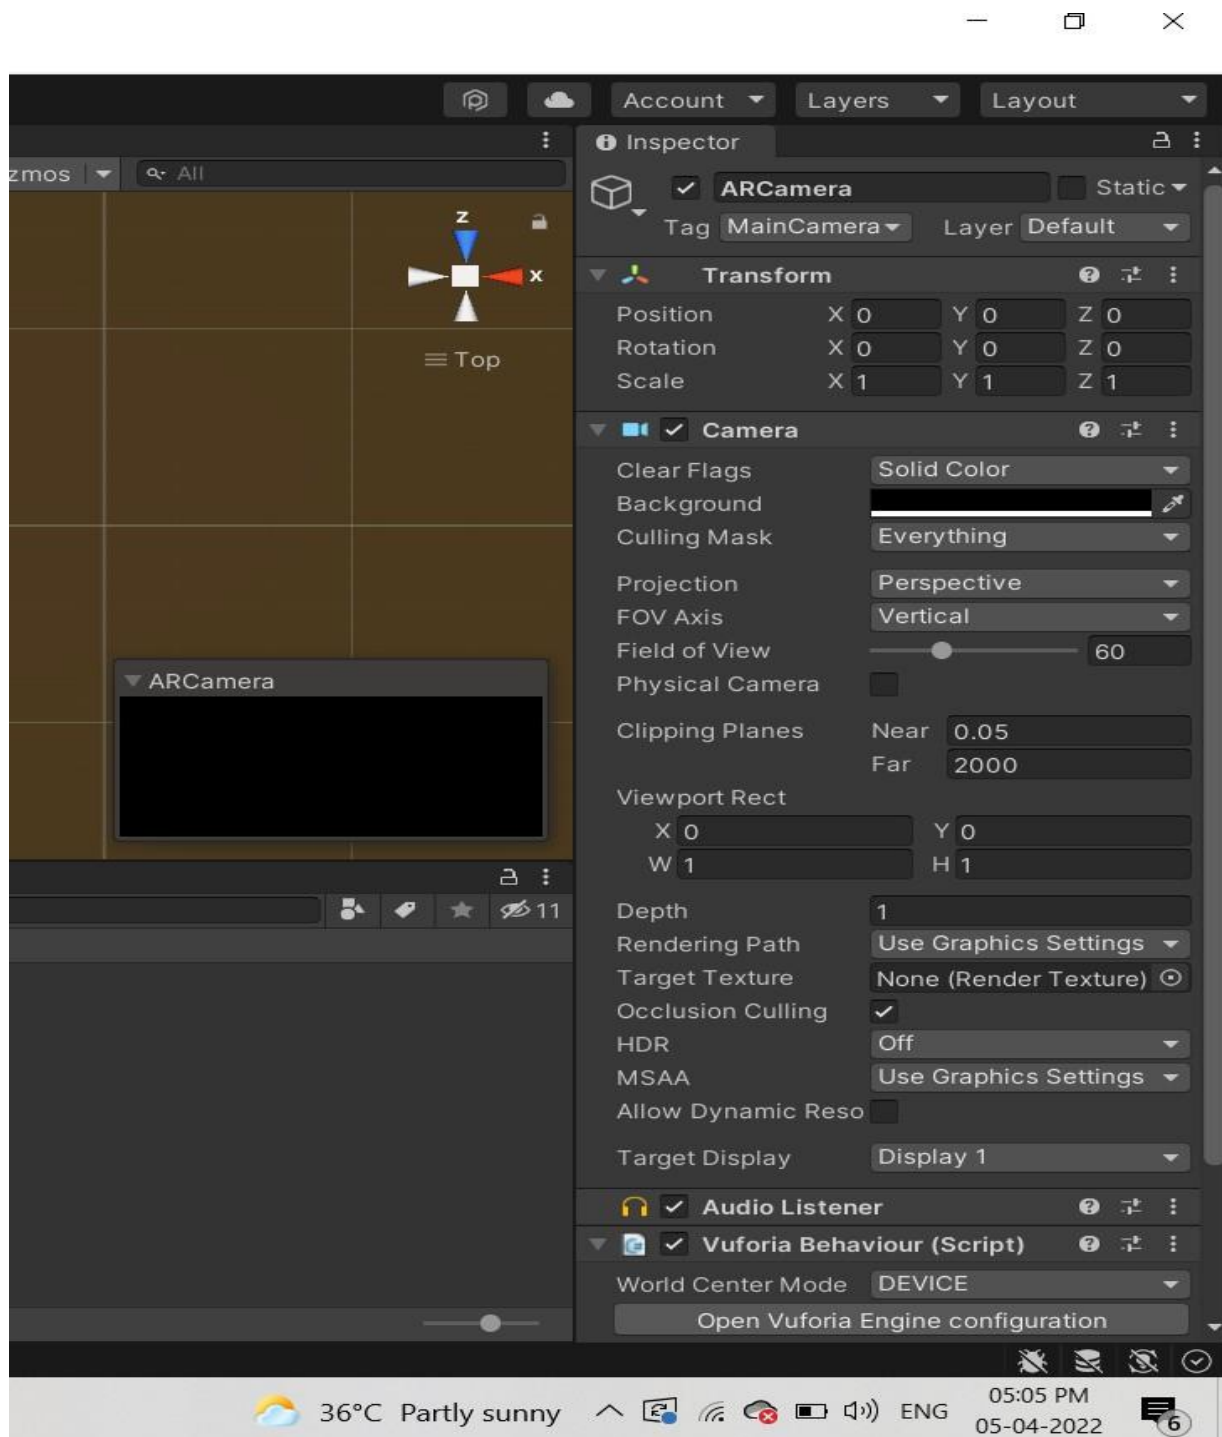 Account Layers Layout
Inspector
zmos All
ARCamera Static
Tag MainCamera Layer Default
z
x
Top
Transform
Position X 0 Y 0 Z 0
Rotation X 0 Y 0 Z 0
Scale X 1 Y 1 Z 1
Camera
Clear Flags Solid Color
Background
Culling Mask Everything
Projection Perspective
FOV Axis Vertical
Field of View 60
Physical Camera
ARCamera
Clipping Planes Near 0.05
Far 2000
Viewport Rect
X 0 Y 0
W 1 H 1
11
Depth 1
Rendering Path Use Graphics Settings
Target Texture None (Render Texture)
Occlusion Culling
HDR Off
MSAA Use Graphics Settings
Allow Dynamic Reso
Target Display Display 1
Audio Listener
Vuforia Behaviour (Script)
World Center Mode DEVICE
Open Vuforia Engine configuration
36°C Partly sunny ENG 05:05 PM
05-04-2022 6